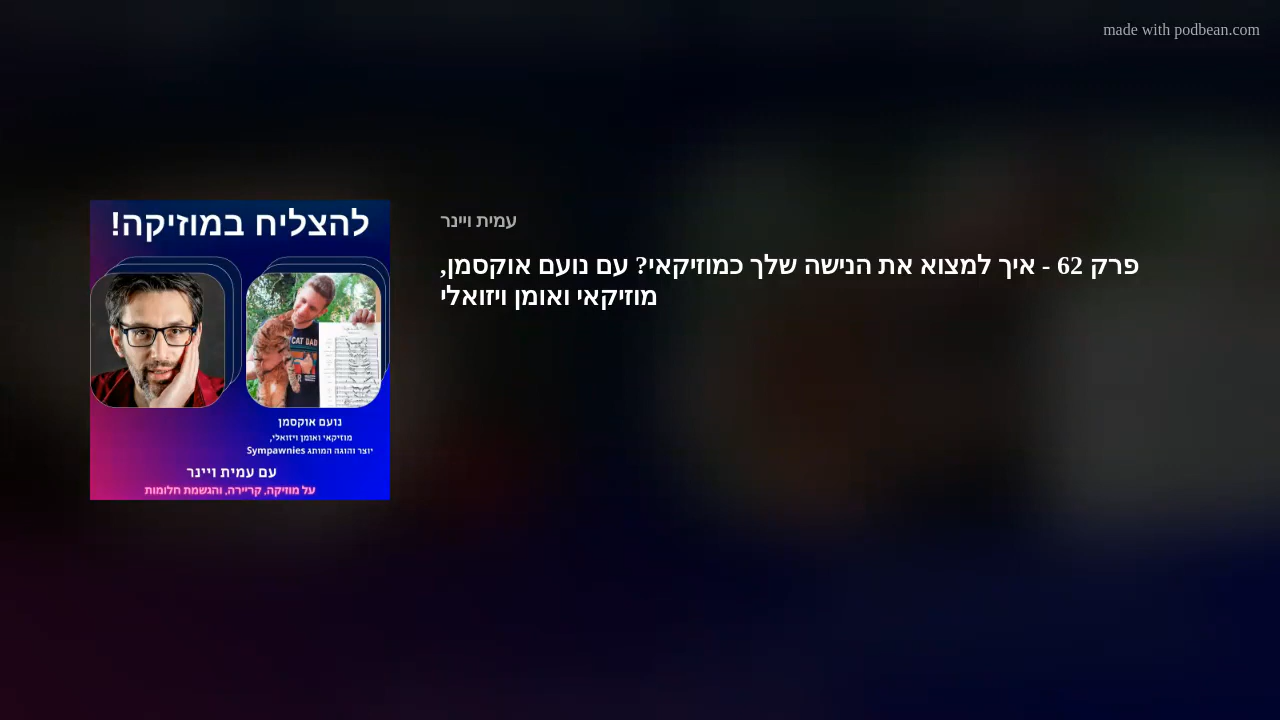 made with podbean.com
להצליח במוזיקה!
CAT DAD
נועם אוקסמן
מוזיקאי ואומן ויזואלי,
יוצר והוגה המותג Sympawnies
עם עמית ויינר
על מוזיקה, קריירה, והגשמת חלומות
עמית ויינר
פרק 62 - איך למצוא את הנישה שלך כמוזיקאי? עם נועם אוקסמן,
מוזיקאי ואומן ויזואלי